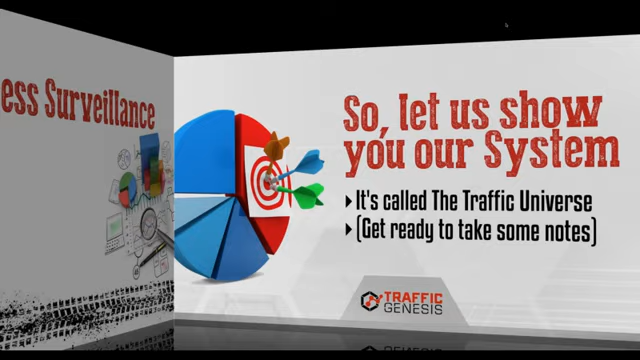 ess Surveillance
So, let us show
you our System
It's called The Traffic Universe
(Get ready to take some notes)
TRAFFIC
GENESIS